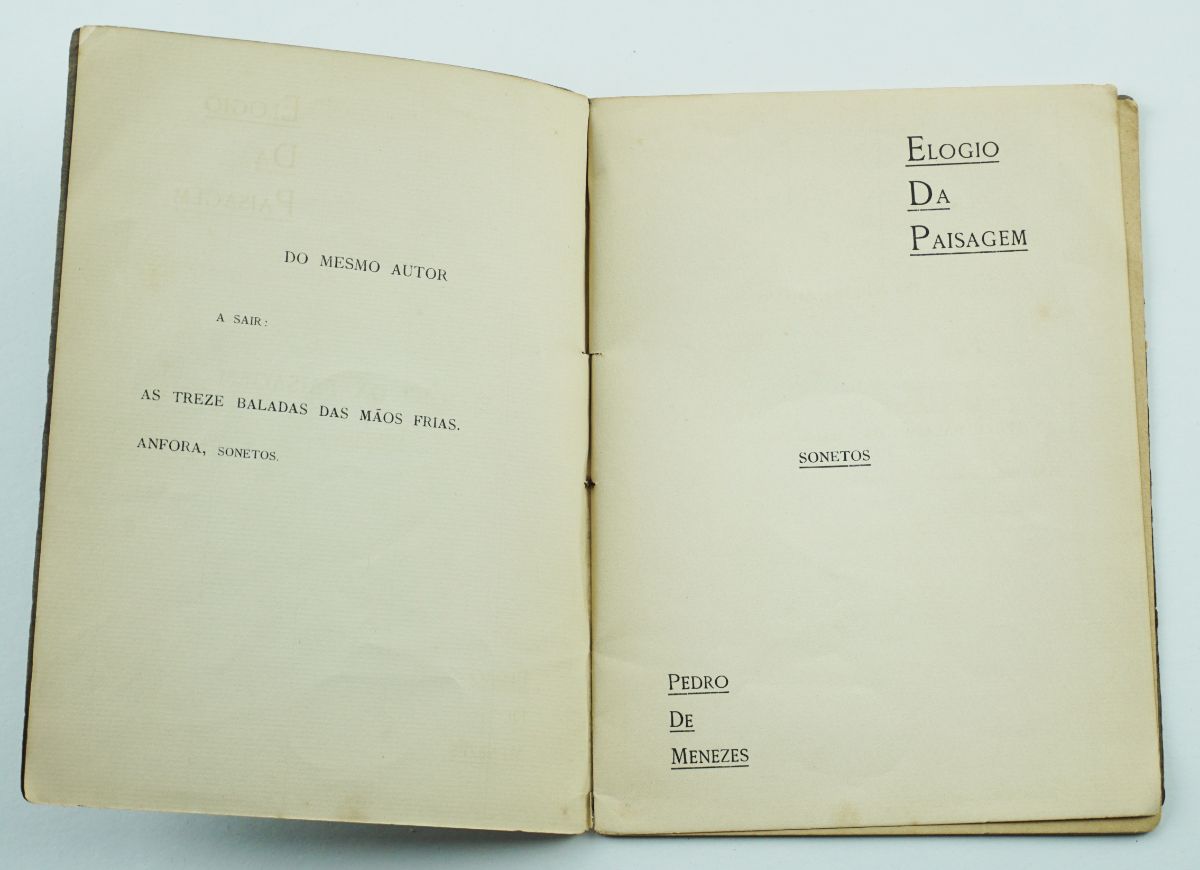 DO MESMO AUTOR
A SAIR:
AS TREZE BALADAS DAS MÃOS FRIAS.
ANFORA, SONETOS.
ELOGIO
DA
PAISAGEM
SONETOS
PEDRO
DE
MENEZES